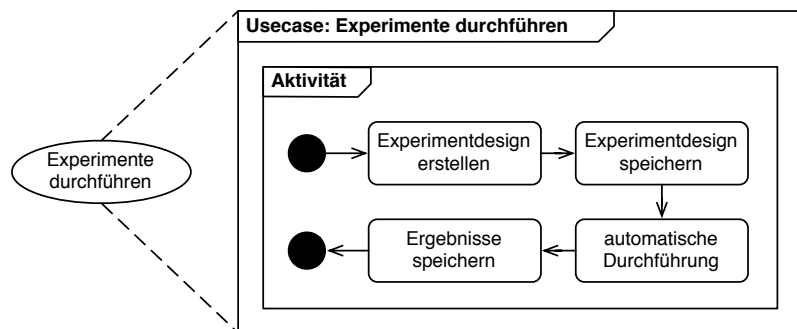 Usecase: Experimente durchführen
Aktivität
Experimente
durchführen
Experimentdesign
erstellen
Experimentdesign
speichern
Ergebnisse
speichern
automatische
Durchführung